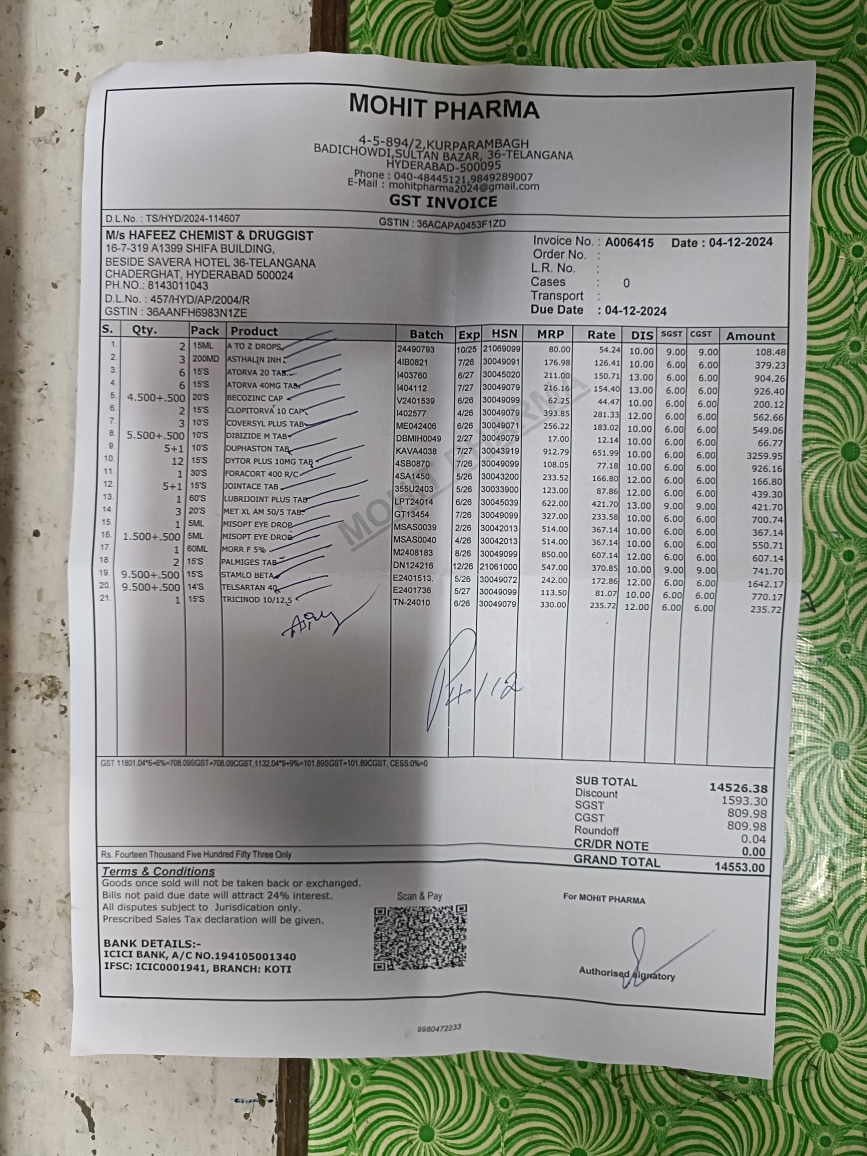 MOHIT PHARMA
4-5-894/2,KURPARAMBAGH
BADICHOWDI,SULTAN BAZAR, 36-TELANGANA
HYDERABAD-500095
Phone : 040-48445121,9849289007
E-Mail : mohitpharma2024@gmail.com
GST INVOICE
D.L.No. : TS/HYD/2024-114607 GSTIN : 36ACAPA0453F1ZD
M/s HAFEEZ CHEMIST & DRUGGIST
16-7-319 A1399 SHIFA BUILDING,
BESIDE SAVERA HOTEL 36-TELANGANA
CHADERGHAT, HYDERABAD 500024
PH.NO.: 8143011043
D.L.No. : 457/HYD/AP/2004/R
GSTIN : 36AANFH6983N1ZE
Invoice No. : A006415 Date : 04-12-2024
Order No. :
L.R. No. :
Cases : 0
Transport :
Due Date : 04-12-2024
S. Qty. Pack Product Batch Exp HSN MRP Rate DIS SGST CGST Amount
1. 2 15ML A TO Z DROPS 24490793 10/25 21069099 80.00 54.24 10.00 9.00 9.00 108.48
2. 3 200MD ASTHALIN INH 4IB0821 7/26 30049091 176.98 126.41 10.00 6.00 6.00 379.23
3. 6 15'S ATORVA 20 TAB I403760 6/27 30045020 211.00 150.71 13.00 6.00 6.00 904.26
4. 6 15'S ATORVA 40MG TAB I404112 7/27 30049079 216.16 154.40 13.00 6.00 6.00 926.40
5. 4.500+.500 20'S BECOZINC CAP V2401539 6/26 30049099 62.25 44.47 10.00 6.00 6.00 200.12
6. 2 15'S CLOPITORVA 10 CAP I402577 4/26 30049079 393.85 281.33 12.00 6.00 6.00 562.66
7. 3 10'S COVERSYL PLUS TAB ME042406 6/26 30049071 256.22 183.02 10.00 6.00 6.00 549.06
8. 5.500+.500 10'S DIBIZIDE M TAB DBMIH0049 2/27 30049079 17.00 12.14 10.00 6.00 6.00 66.77
9. 5+1 10'S DUPHASTON TAB KAVA4038 7/27 30043919 912.79 651.99 10.00 6.00 6.00 3259.95
10. 12 15'S DYTOR PLUS 10MG TAB 4SB0870 7/26 30049099 108.05 77.18 10.00 6.00 6.00 926.16
11. 1 30'S FORACORT 400 R/C 4SA1450 5/26 30043200 233.52 166.80 12.00 6.00 6.00 166.80
12. 5+1 15'S JOINTACE TAB 355U2403 5/26 30033900 123.00 87.86 12.00 6.00 6.00 439.30
13. 1 60'S LUBRIJOINT PLUS TAB LPT24014 6/26 30045039 622.00 421.70 13.00 9.00 9.00 421.70
14. 3 20'S MET XL AM 50/5 TAB GT13454 7/26 30049099 327.00 233.58 10.00 6.00 6.00 700.74
15. 1 5ML MISOPT EYE DROP MSAS0039 2/26 30042013 514.00 367.14 10.00 6.00 6.00 367.14
16. 1.500+.500 5ML MISOPT EYE DROP MSAS0040 4/26 30042013 514.00 367.14 10.00 6.00 6.00 550.71
17. 1 60ML MORR F 5% M2408183 8/26 30049099 850.00 607.14 12.00 6.00 6.00 607.14
18. 2 15'S PALMIGES TAB DN124216 12/26 21061000 547.00 370.85 10.00 9.00 9.00 741.70
19. 9.500+.500 15'S STAMLO BETA E2401513 5/26 30049072 242.00 172.86 12.00 6.00 6.00 1642.17
20. 9.500+.500 14'S TELSARTAN 40 E2401736 5/27 30049099 113.50 81.07 10.00 6.00 6.00 770.17
21. 1 15'S TRICINOD 10/12.5 TN-24010 6/26 30049079 330.00 235.72 12.00 6.00 6.00 235.72
MOHIT PHARMA
4/12
GST 11801.04*6+6%=708.09SGST+708.09CGST,1132.04*9+9%=101.89SGST+101.89CGST, CESS:0%=0
SUB TOTAL 14526.38
Discount 1593.30
SGST 809.98
CGST 809.98
Roundoff 0.04
CR/DR NOTE 0.00
GRAND TOTAL 14553.00
Rs. Fourteen Thousand Five Hundred Fifty Three Only
Terms & Conditions
Goods once sold will not be taken back or exchanged.
Bills not paid due date will attract 24% interest.
All disputes subject to Jurisdication only.
Prescribed Sales Tax declaration will be given.
BANK DETAILS:-
ICICI BANK, A/C NO.194105001340
IFSC: ICIC0001941, BRANCH: KOTI
Scan & Pay
For MOHIT PHARMA
Authorised signatory
9980472233